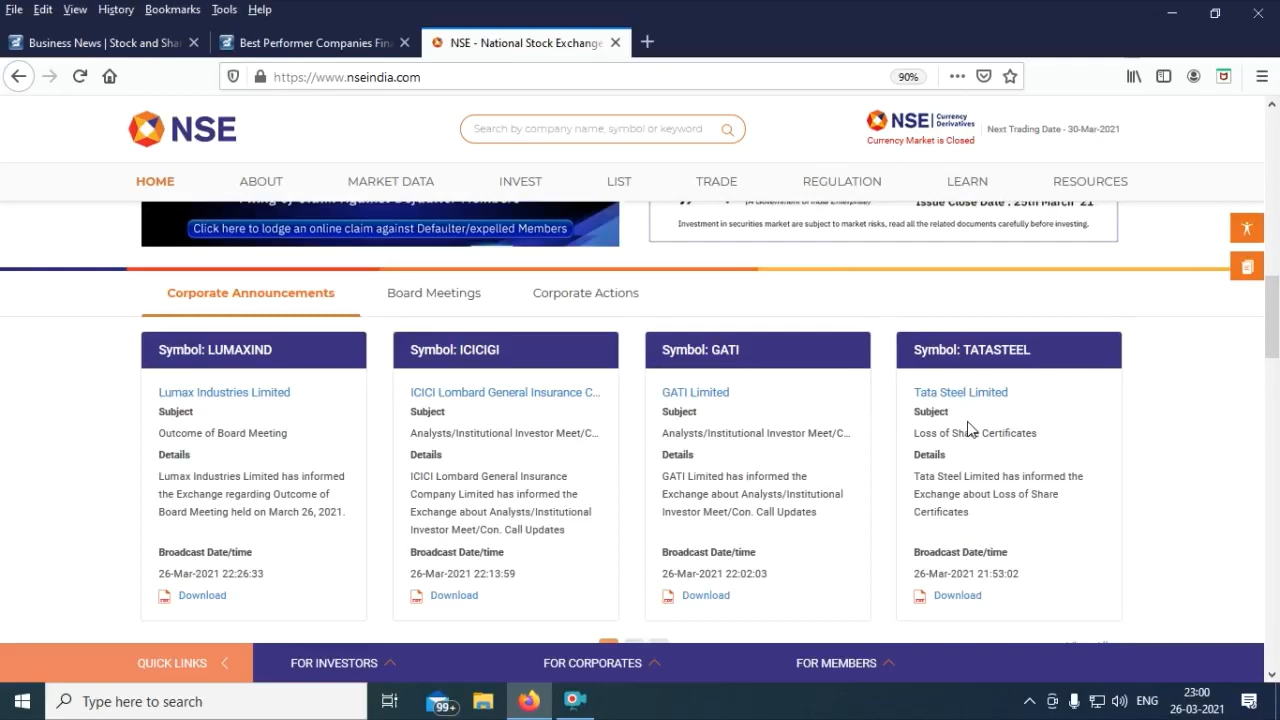 File Edit View History Bookmarks Tools Help
Business News | Stock and Sha
Best Performer Companies Fina
NSE - National Stock Exchange
https://www.nseindia.com
90%
NSE
Search by company name, symbol or keyword
NSE Currency Derivatives
Currency Market is Closed
Next Trading Date - 30-Mar-2021
HOME ABOUT MARKET DATA INVEST LIST TRADE REGULATION LEARN RESOURCES
Click here to lodge an online claim against Defaulter/expelled Members
Issue Close Date : 25th March '21
Investment in securities market are subject to market risks, read all the related documents carefully before investing.
Corporate Announcements Board Meetings Corporate Actions
Symbol: LUMAXIND
Lumax Industries Limited
Subject
Outcome of Board Meeting
Details
Lumax Industries Limited has informed
the Exchange regarding Outcome of
Board Meeting held on March 26, 2021.
Broadcast Date/time
26-Mar-2021 22:26:33
Download
Symbol: ICICIGI
ICICI Lombard General Insurance C...
Subject
Analysts/Institutional Investor Meet/C...
Details
ICICI Lombard General Insurance
Company Limited has informed the
Exchange about Analysts/Institutional
Investor Meet/Con. Call Updates
Broadcast Date/time
26-Mar-2021 22:13:59
Download
Symbol: GATI
GATI Limited
Subject
Analysts/Institutional Investor Meet/C...
Details
GATI Limited has informed the
Exchange about Analysts/Institutional
Investor Meet/Con. Call Updates
Broadcast Date/time
26-Mar-2021 22:02:03
Download
Symbol: TATASTEEL
Tata Steel Limited
Subject
Loss of Share Certificates
Details
Tata Steel Limited has informed the
Exchange about Loss of Share
Certificates
Broadcast Date/time
26-Mar-2021 21:53:02
Download
QUICK LINKS FOR INVESTORS FOR CORPORATES FOR MEMBERS
Type here to search
99+
ENG
23:00
26-03-2021